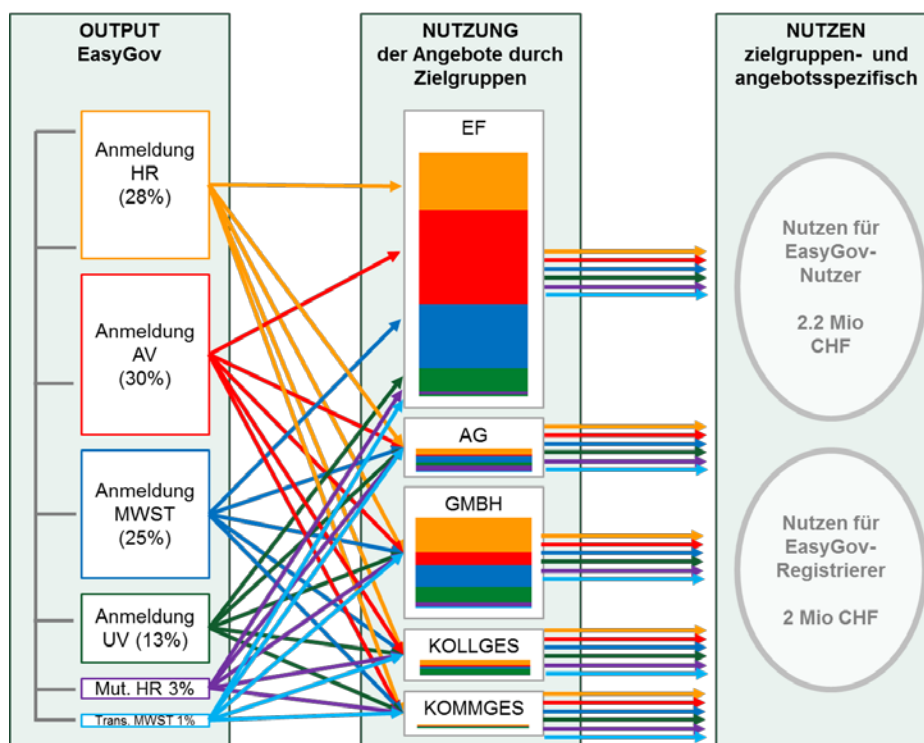 OUTPUT
EasyGov
Anmeldung
HR
(28%)
Anmeldung
AV
(30%)
Anmeldung
MWST
(25%)
Anmeldung
UV (13%)
Mut. HR 3%
Trans. MWST 1%
NUTZUNG
der Angebote durch
Zielgruppen
EF
AG
GMBH
KOLLGES
KOMMGES
NUTZEN
zielgruppen- und
angebotsspezifisch
Nutzen für
EasyGov-
Nutzer
2.2 Mio
CHF
Nutzen für
EasyGov-
Registrierer
2 Mio CHF